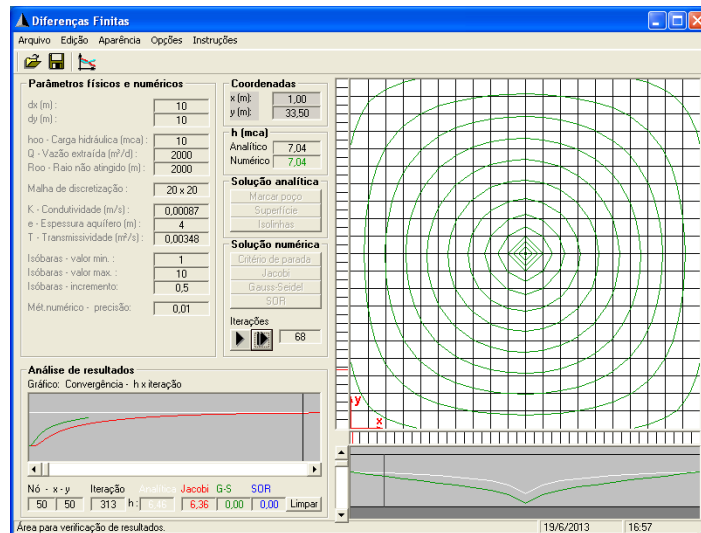 Diferenças Finitas
Arquivo Edição Aparência Opções Instruções
Parâmetros físicos e numéricos
dx (m) : 10
dy (m) : 10
hoo - Carga hidráulica (mca) : 10
Q - Vazão extraída (m³/d) : 2000
Roo - Raio não atingido (m) : 2000
Malha de discretização : 20 x 20
K - Condutividade (m/s) : 0,00087
e - Espessura aquífero (m) : 4
T - Transmissividade (m²/s) : 0,00348
Isóbaras - valor min. : 1
Isóbaras - valor max. : 10
Isóbaras - incremento: 0,5
Mét.numérico - precisão: 0,01
Coordenadas
x (m): 1,00
y (m): 33,50
h (mca)
Analítico 7,04
Numérico 7,04
Solução analítica
Marcar poço
Superfície
Isolinhas
Solução numérica
Critério de parada
Jacobi
Gauss-Seidel
SOR
Iterações
68
Análise de resultados
Gráfico: Convergência - h x iteração
Nó - x - y Iteração Analítica Jacobi G-S SOR
50 50 313 h: 6,36 0,00 0,00 Limpar
y
x
Área para verificação de resultados. 19/6/2013 16:57